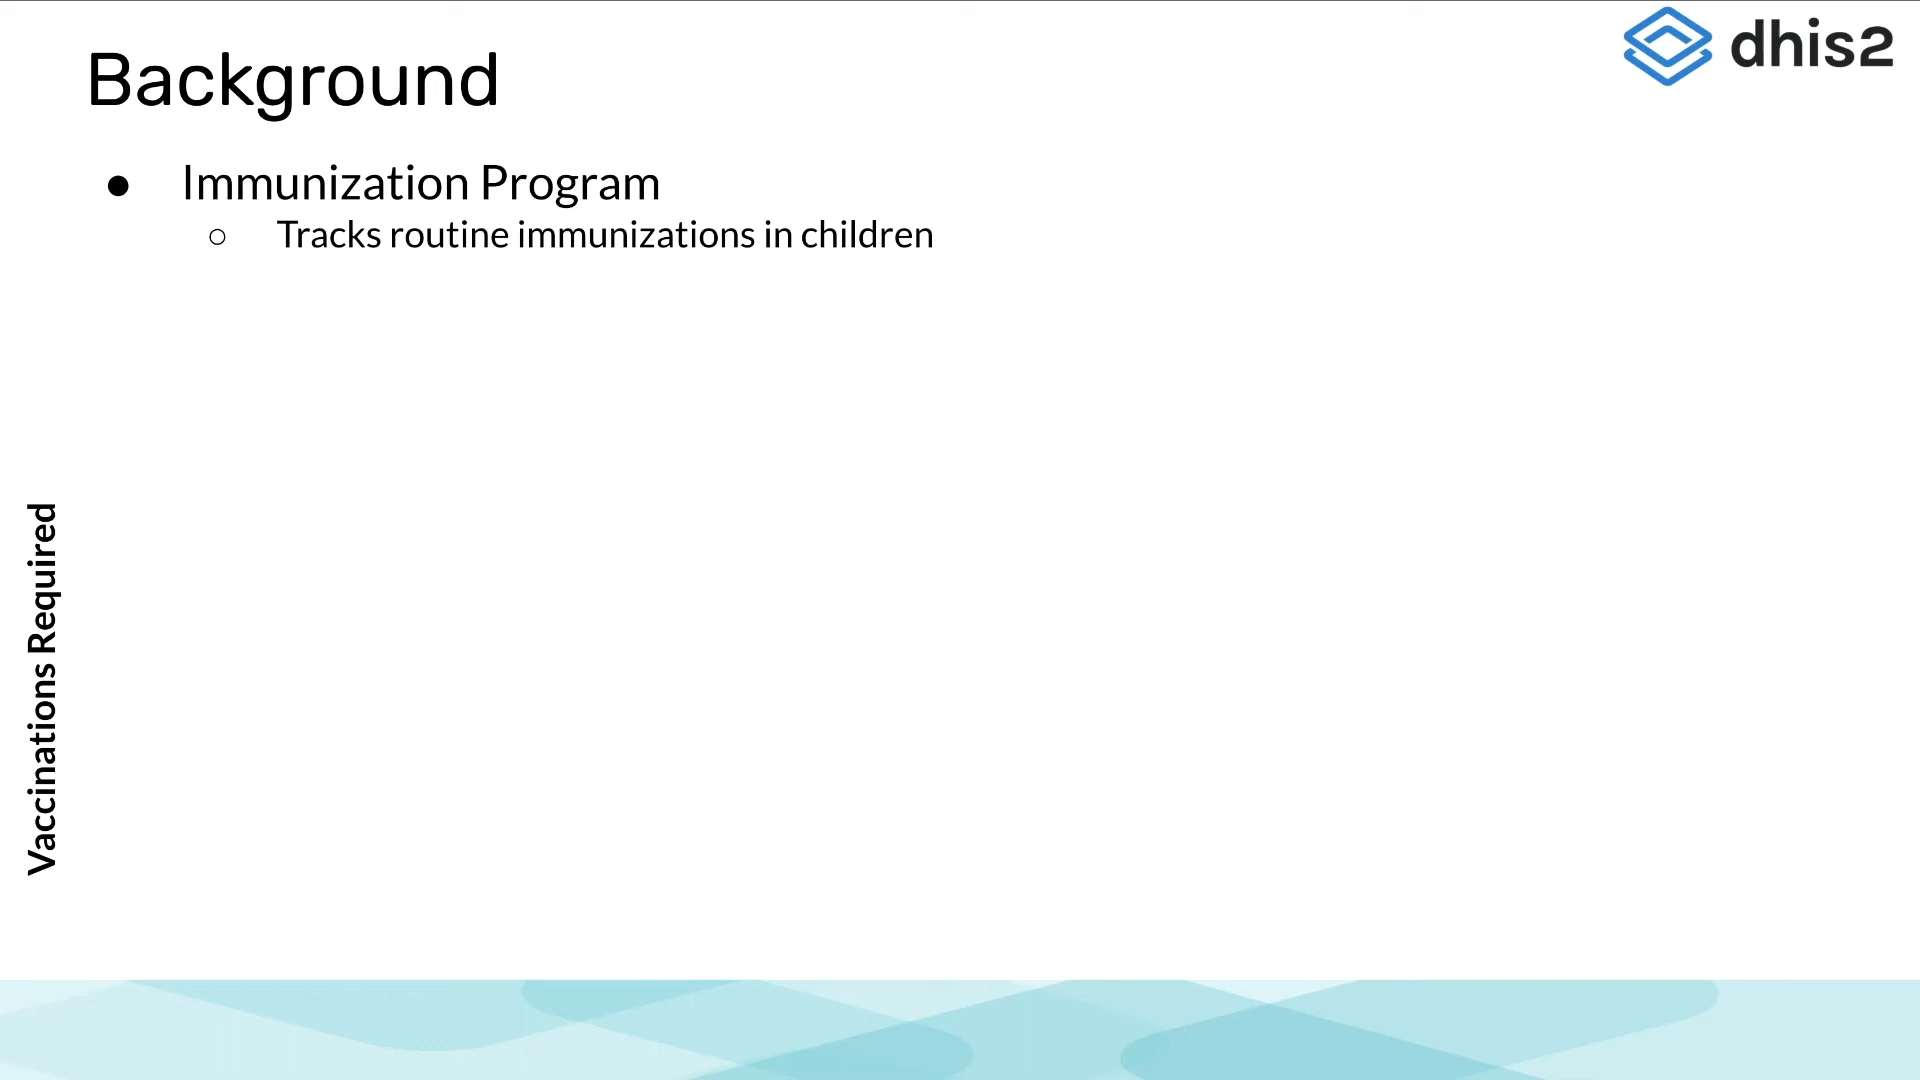 dhis2
Background
● Immunization Program
○ Tracks routine immunizations in children
Vaccinations Required